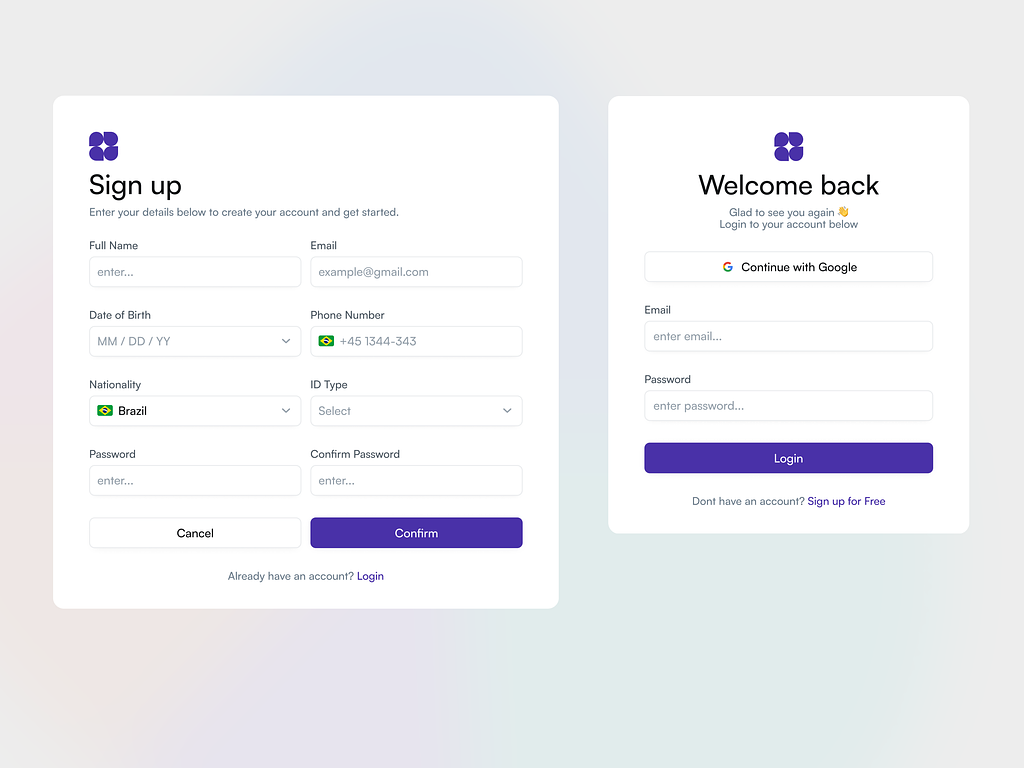 Sign up
Enter your details below to create your account and get started.
Full Name
Email
enter...
example@gmail.com
Date of Birth
Phone Number
MM / DD / YY
+45 1344-343
Nationality
ID Type
Brazil
Select
Password
Confirm Password
enter...
enter...
Cancel
Confirm
Already have an account? Login
Welcome back
Glad to see you again 👋
Login to your account below
Continue with Google
Email
enter email...
Password
enter password...
Login
Dont have an account? Sign up for Free